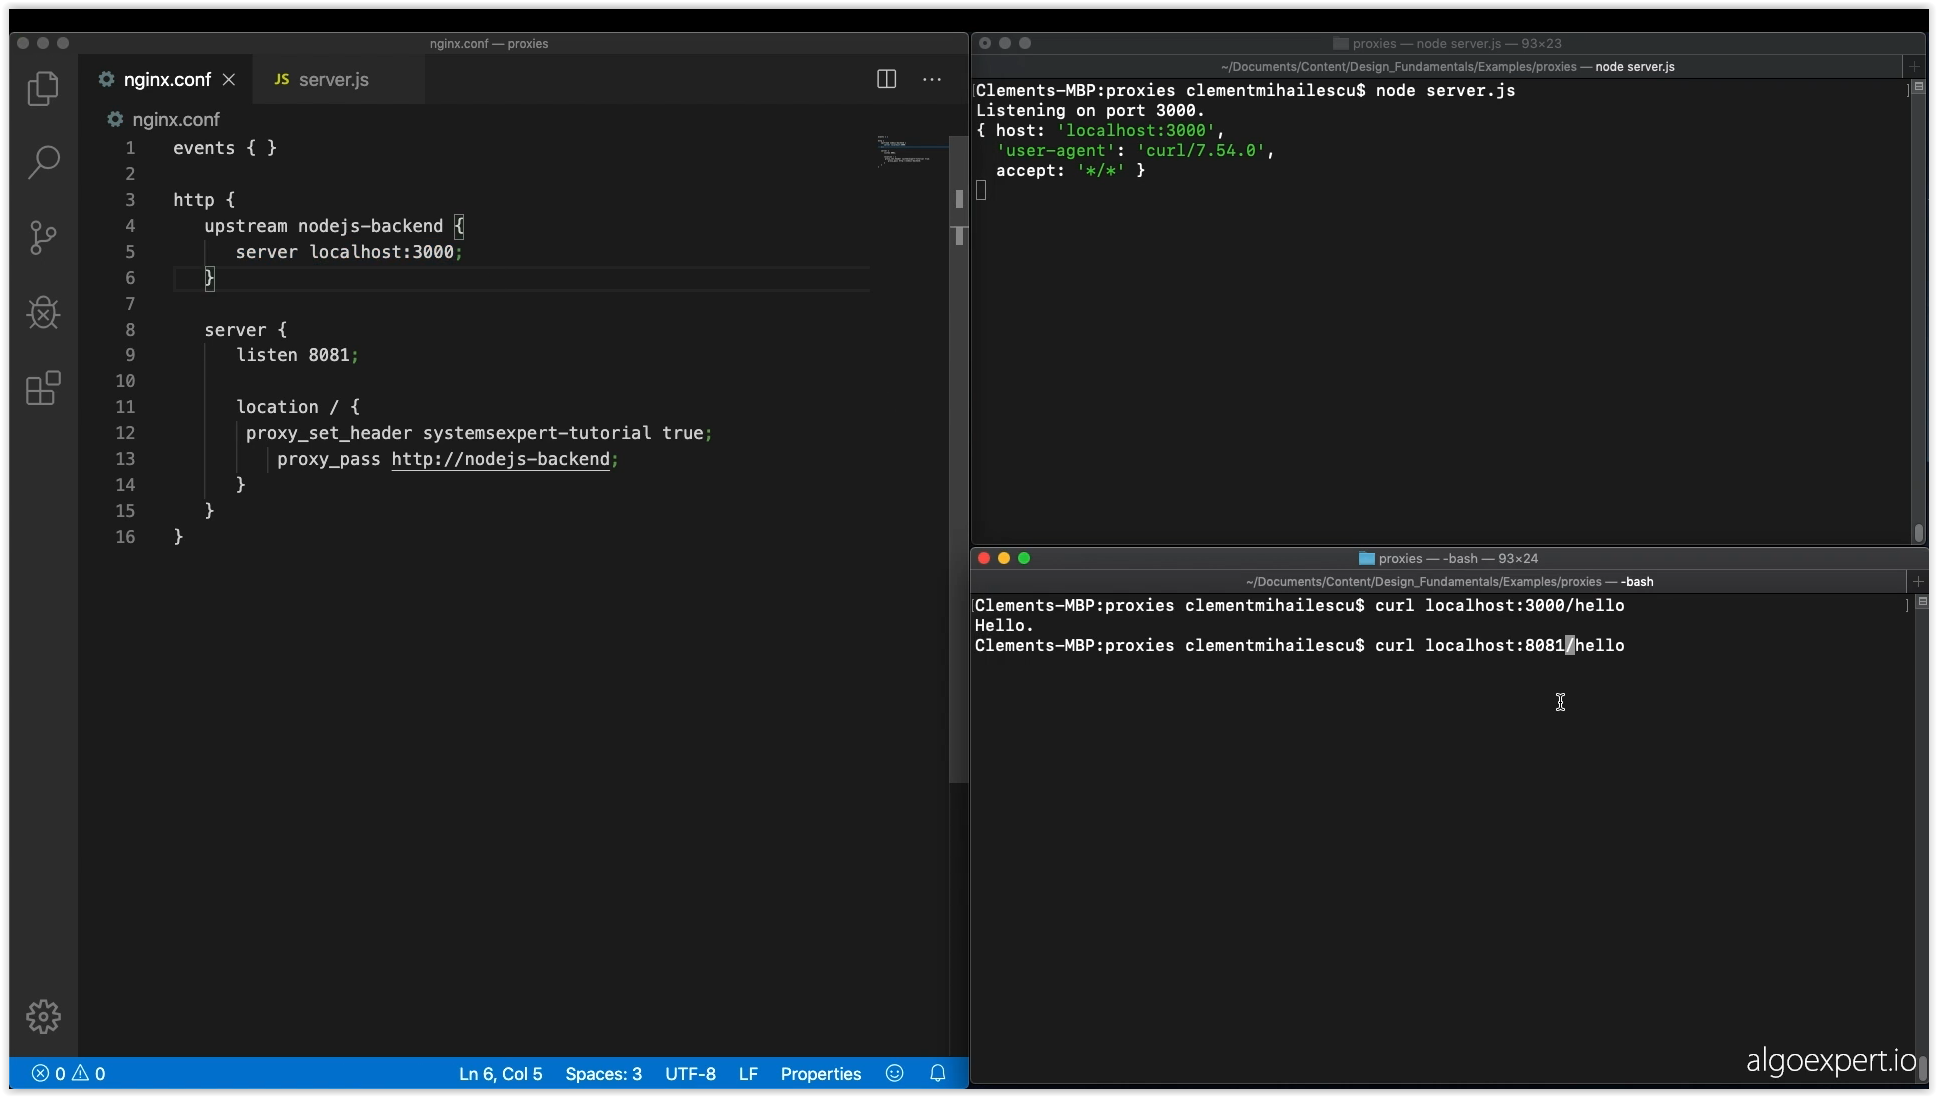 nginx.conf — proxies
nginx.conf
JS server.js
nginx.conf
1 events { }
2
3 http {
4 upstream nodejs-backend {
5 server localhost:3000;
6 }
7
8 server {
9 listen 8081;
10
11 location / {
12 proxy_set_header systemsexpert-tutorial true;
13 proxy_pass http://nodejs-backend;
14 }
15 }
16 }
0 0
Ln 6, Col 5 Spaces: 3 UTF-8 LF Properties
proxies — node server.js — 93×23
~/Documents/Content/Design_Fundamentals/Examples/proxies — node server.js
[Clements-MBP:proxies clementmihailescu$ node server.js ]
Listening on port 3000.
{ host: 'localhost:3000',
'user-agent': 'curl/7.54.0',
accept: '*/*' }
proxies — -bash — 93×24
~/Documents/Content/Design_Fundamentals/Examples/proxies — -bash
[Clements-MBP:proxies clementmihailescu$ curl localhost:3000/hello ]
Hello.
Clements-MBP:proxies clementmihailescu$ curl localhost:8081/hello
algoexpert.io